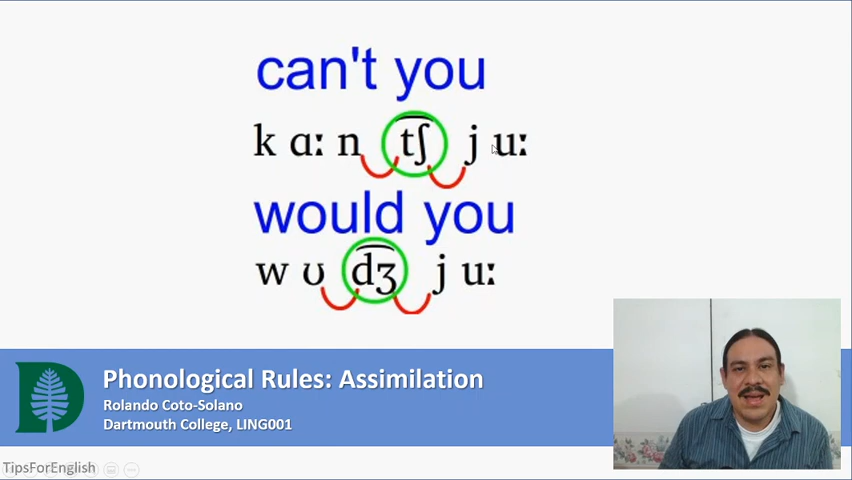 can't you
k ɑː n t͡ʃ j uː
would you
w ʊ d͡ʒ j uː
Phonological Rules: Assimilation
Rolando Coto-Solano
Dartmouth College, LING001
TipsForEnglish